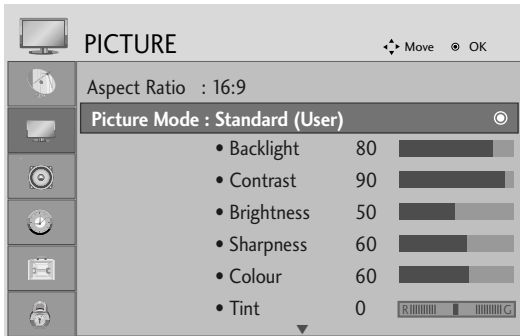 PICTURE
Move OK
Aspect Ratio : 16:9
Picture Mode : Standard (User)
• Backlight 80
• Contrast 90
• Brightness 50
• Sharpness 60
• Colour 60
• Tint 0 R G